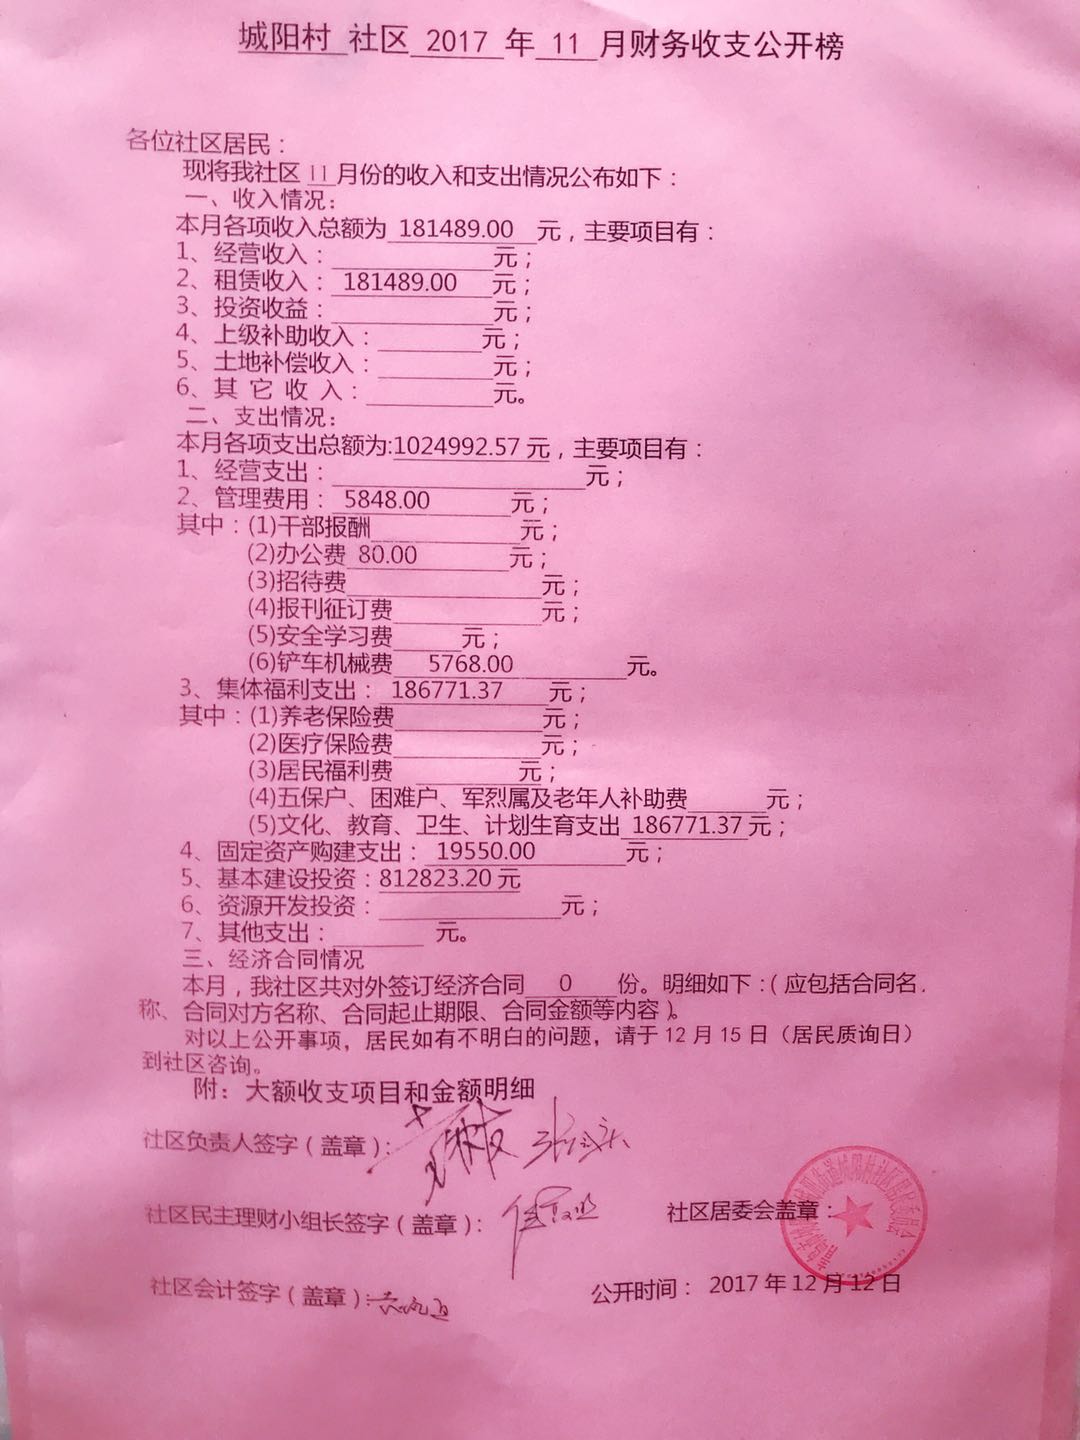 城阳村 社区 2017 年 11 月财务收支公开榜
各位社区居民：
现将我社区 11 月份的收入和支出情况公布如下：
一、收入情况：
本月各项收入总额为 181489.00 元，主要项目有：
1、经营收入：元；
2、租赁收入：181489.00 元；
3、投资收益：元；
4、上级补助收入：元；
5、土地补偿收入：元；
6、其它收入：元。
二、支出情况：
本月各项支出总额为:1024992.57 元，主要项目有：
1、经营支出：元；
2、管理费用：5848.00 元；
其中：(1)干部报酬元；
(2)办公费 80.00 元；
(3)招待费元；
(4)报刊征订费元；
(5)安全学习费元；
(6)铲车机械费 5768.00 元。
3、集体福利支出：186771.37 元；
其中：(1)养老保险费元；
(2)医疗保险费元；
(3)居民福利费元；
(4)五保户、困难户、军烈属及老年人补助费元；
(5)文化、教育、卫生、计划生育支出 186771.37 元；
4、固定资产购建支出：19550.00 元；
5、基本建设投资：812823.20 元
6、资源开发投资：元；
7、其他支出：元。
三、经济合同情况
本月，我社区共对外签订经济合同 0 份。明细如下：（应包括合同名
称、合同对方名称、合同起止期限、合同金额等内容）。
对以上公开事项，居民如有不明白的问题，请于 12 月 15 日（居民质询日）
到社区咨询。
附：大额收支项目和金额明细
社区负责人签字（盖章）：
社区民主理财小组长签字（盖章）：
社区居委会盖章：
社区会计签字（盖章）：
公开时间：2017 年 12 月 12 日